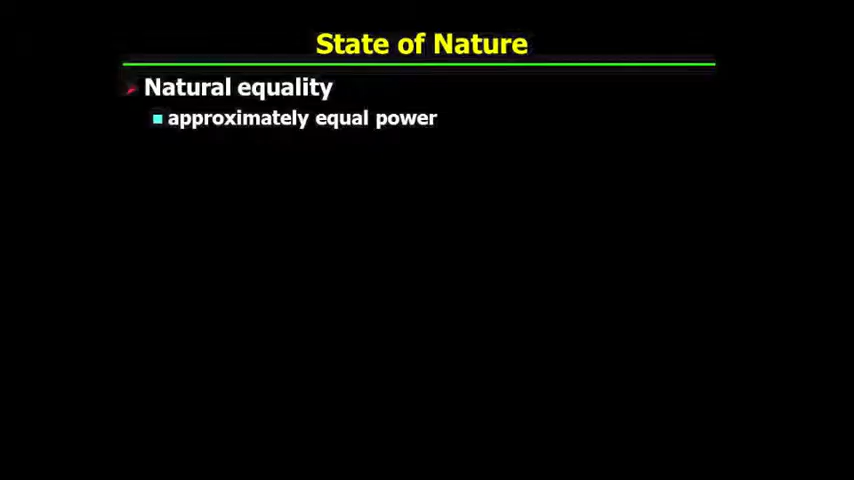 State of Nature
Natural equality
approximately equal power